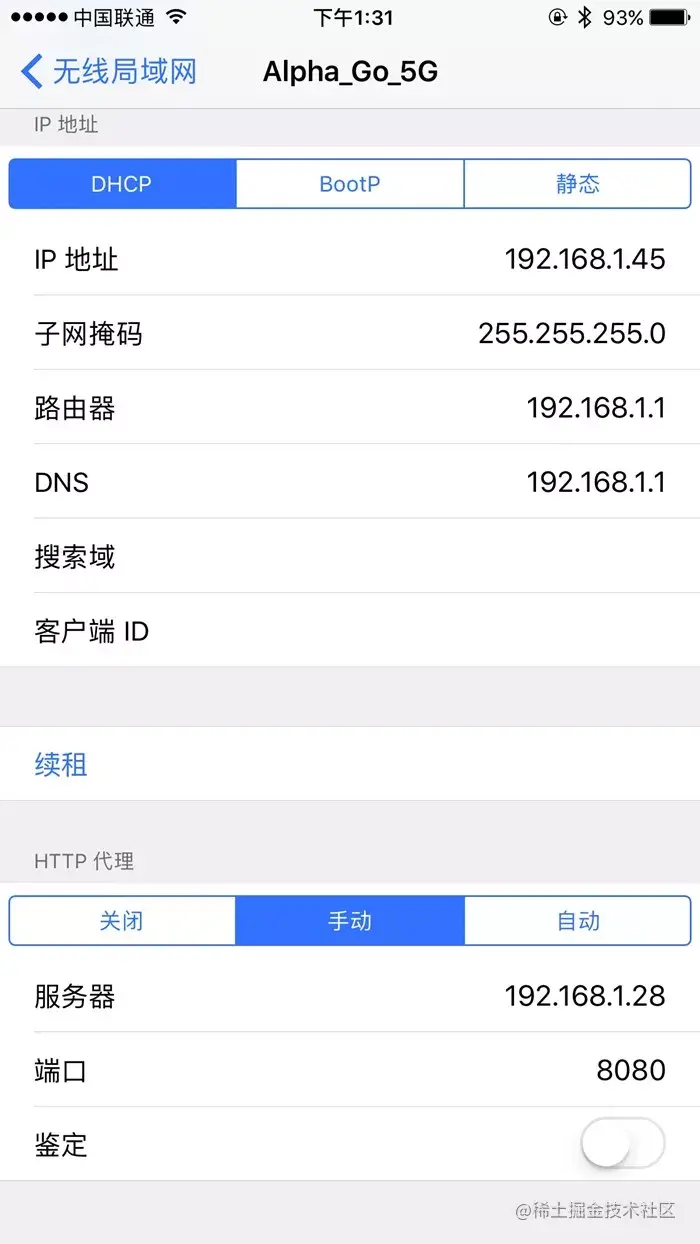 中国联通 下午1:31 93%
无线局域网 Alpha_Go_5G
IP 地址
DHCP BootP 静态
IP 地址 192.168.1.45
子网掩码 255.255.255.0
路由器 192.168.1.1
DNS 192.168.1.1
搜索域
客户端 ID
续租
HTTP 代理
关闭 手动 自动
服务器 192.168.1.28
端口 8080
鉴定
@稀土掘金技术社区